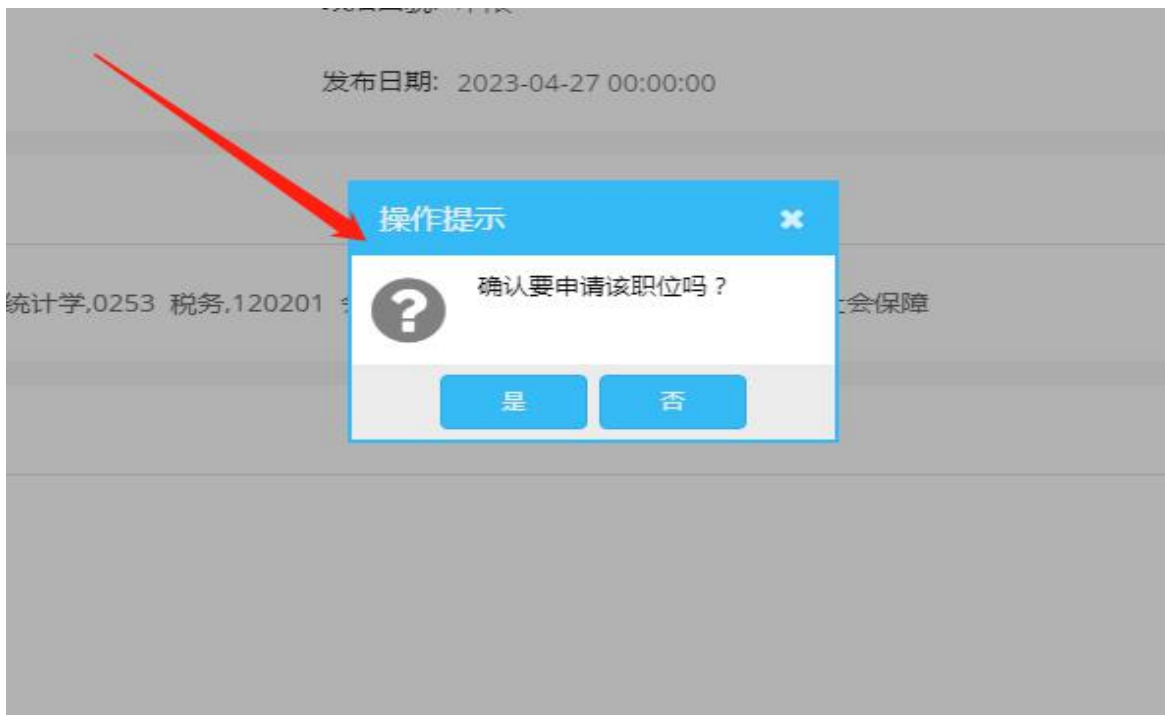 发布日期: 2023-04-27 00:00:00
操作提示
确认要申请该职位吗？
统计学,0253 税务,120201
会保障
是
否